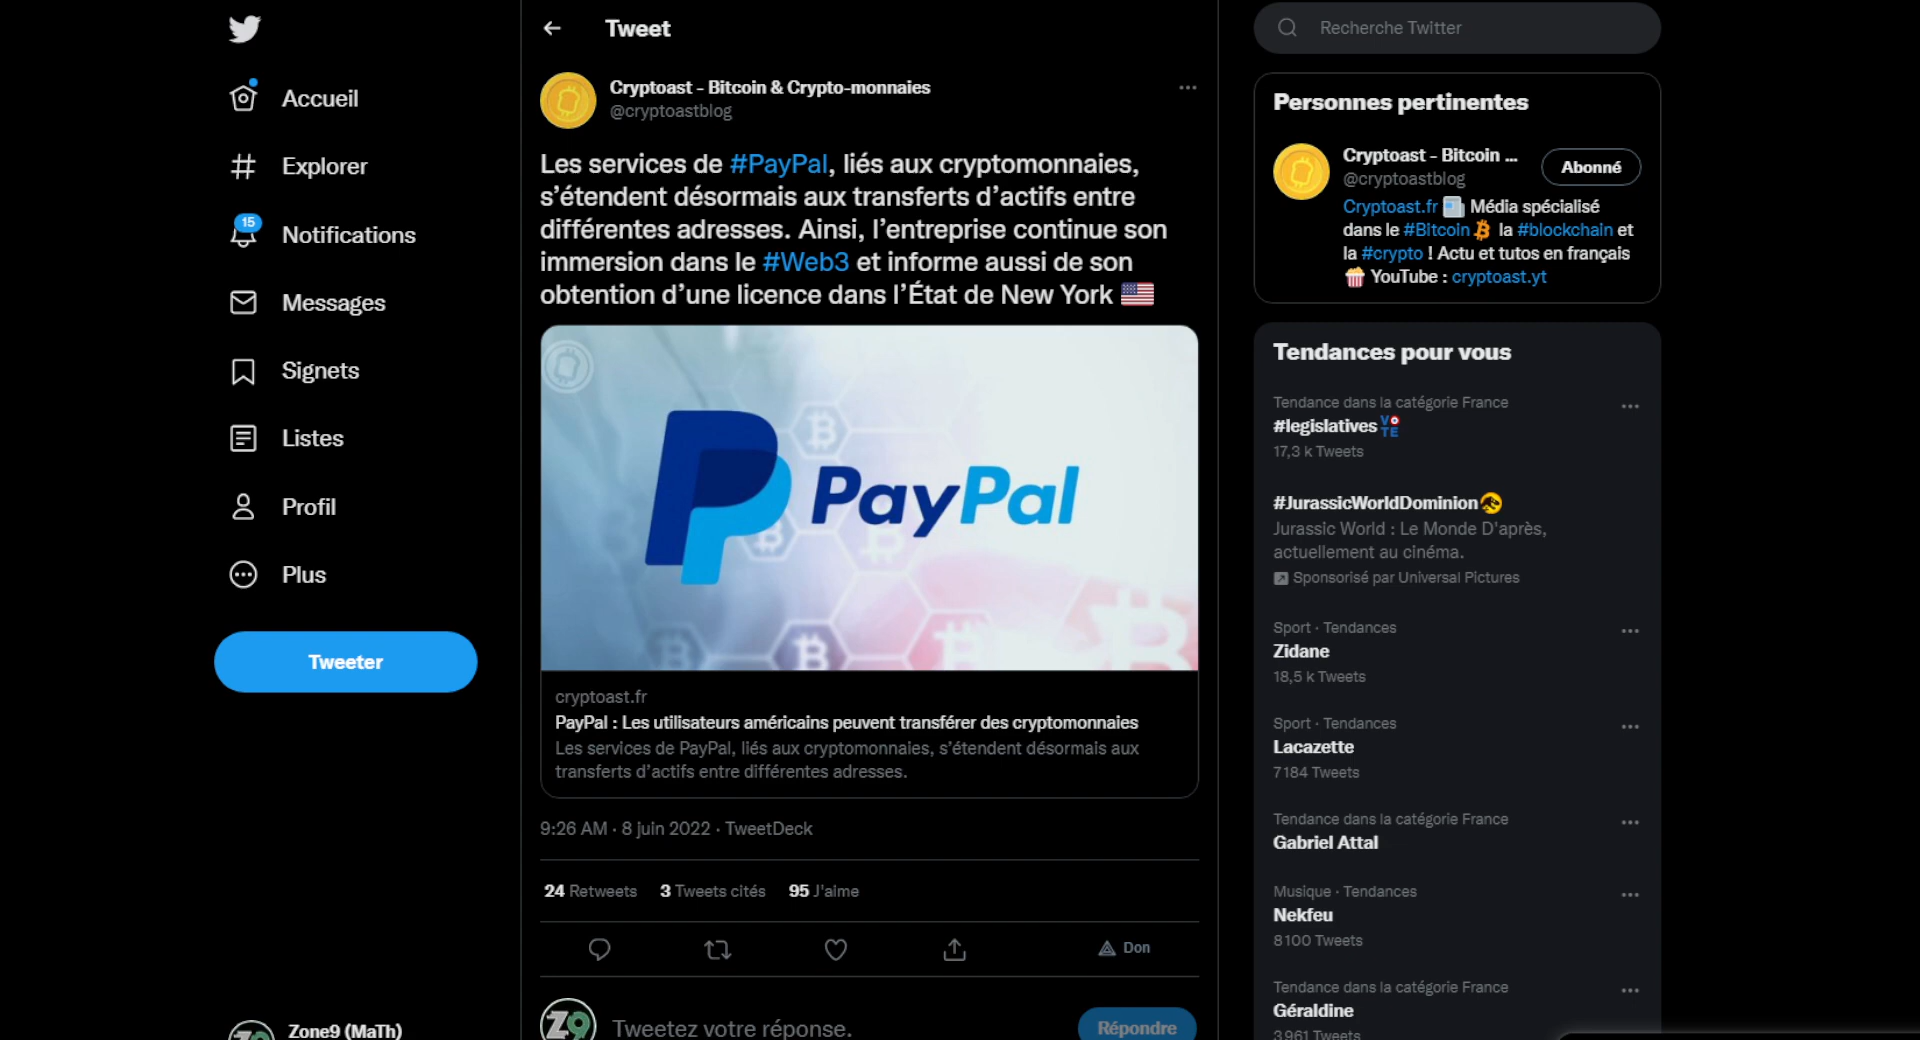 Accueil
Explorer
15
Notifications
Messages
Signets
Listes
Profil
Plus
Tweeter
Zone9 (MaTh)
Tweet
Cryptoast - Bitcoin & Crypto-monnaies
@cryptoastblog
Les services de #PayPal, liés aux cryptomonnaies,
s’étendent désormais aux transferts d’actifs entre
différentes adresses. Ainsi, l’entreprise continue son
immersion dans le #Web3 et informe aussi de son
obtention d’une licence dans l’État de New York
PayPal
cryptoast.fr
PayPal : Les utilisateurs américains peuvent transférer des cryptomonnaies
Les services de PayPal, liés aux cryptomonnaies, s’étendent désormais aux
transferts d’actifs entre différentes adresses.
9:26 AM · 8 juin 2022 · TweetDeck
24 Retweets 3 Tweets cités 95 J'aime
Don
Z9
Tweetez votre réponse.
Répondre
Recherche Twitter
Personnes pertinentes
Cryptoast - Bitcoin ...
@cryptoastblog
Abonné
Cryptoast.fr Média spécialisé
dans le #Bitcoin la #blockchain et
la #crypto ! Actu et tutos en français
YouTube : cryptoast.yt
Tendances pour vous
Tendance dans la catégorie France
#legislatives VOTE
17,3 k Tweets
#JurassicWorldDominion
Jurassic World : Le Monde D'après,
actuellement au cinéma.
Sponsorisé par Universal Pictures
Sport · Tendances
Zidane
18,5 k Tweets
Sport · Tendances
Lacazette
7 184 Tweets
Tendance dans la catégorie France
Gabriel Attal
Musique · Tendances
Nekfeu
8 100 Tweets
Tendance dans la catégorie France
Géraldine
3 961 Tweets